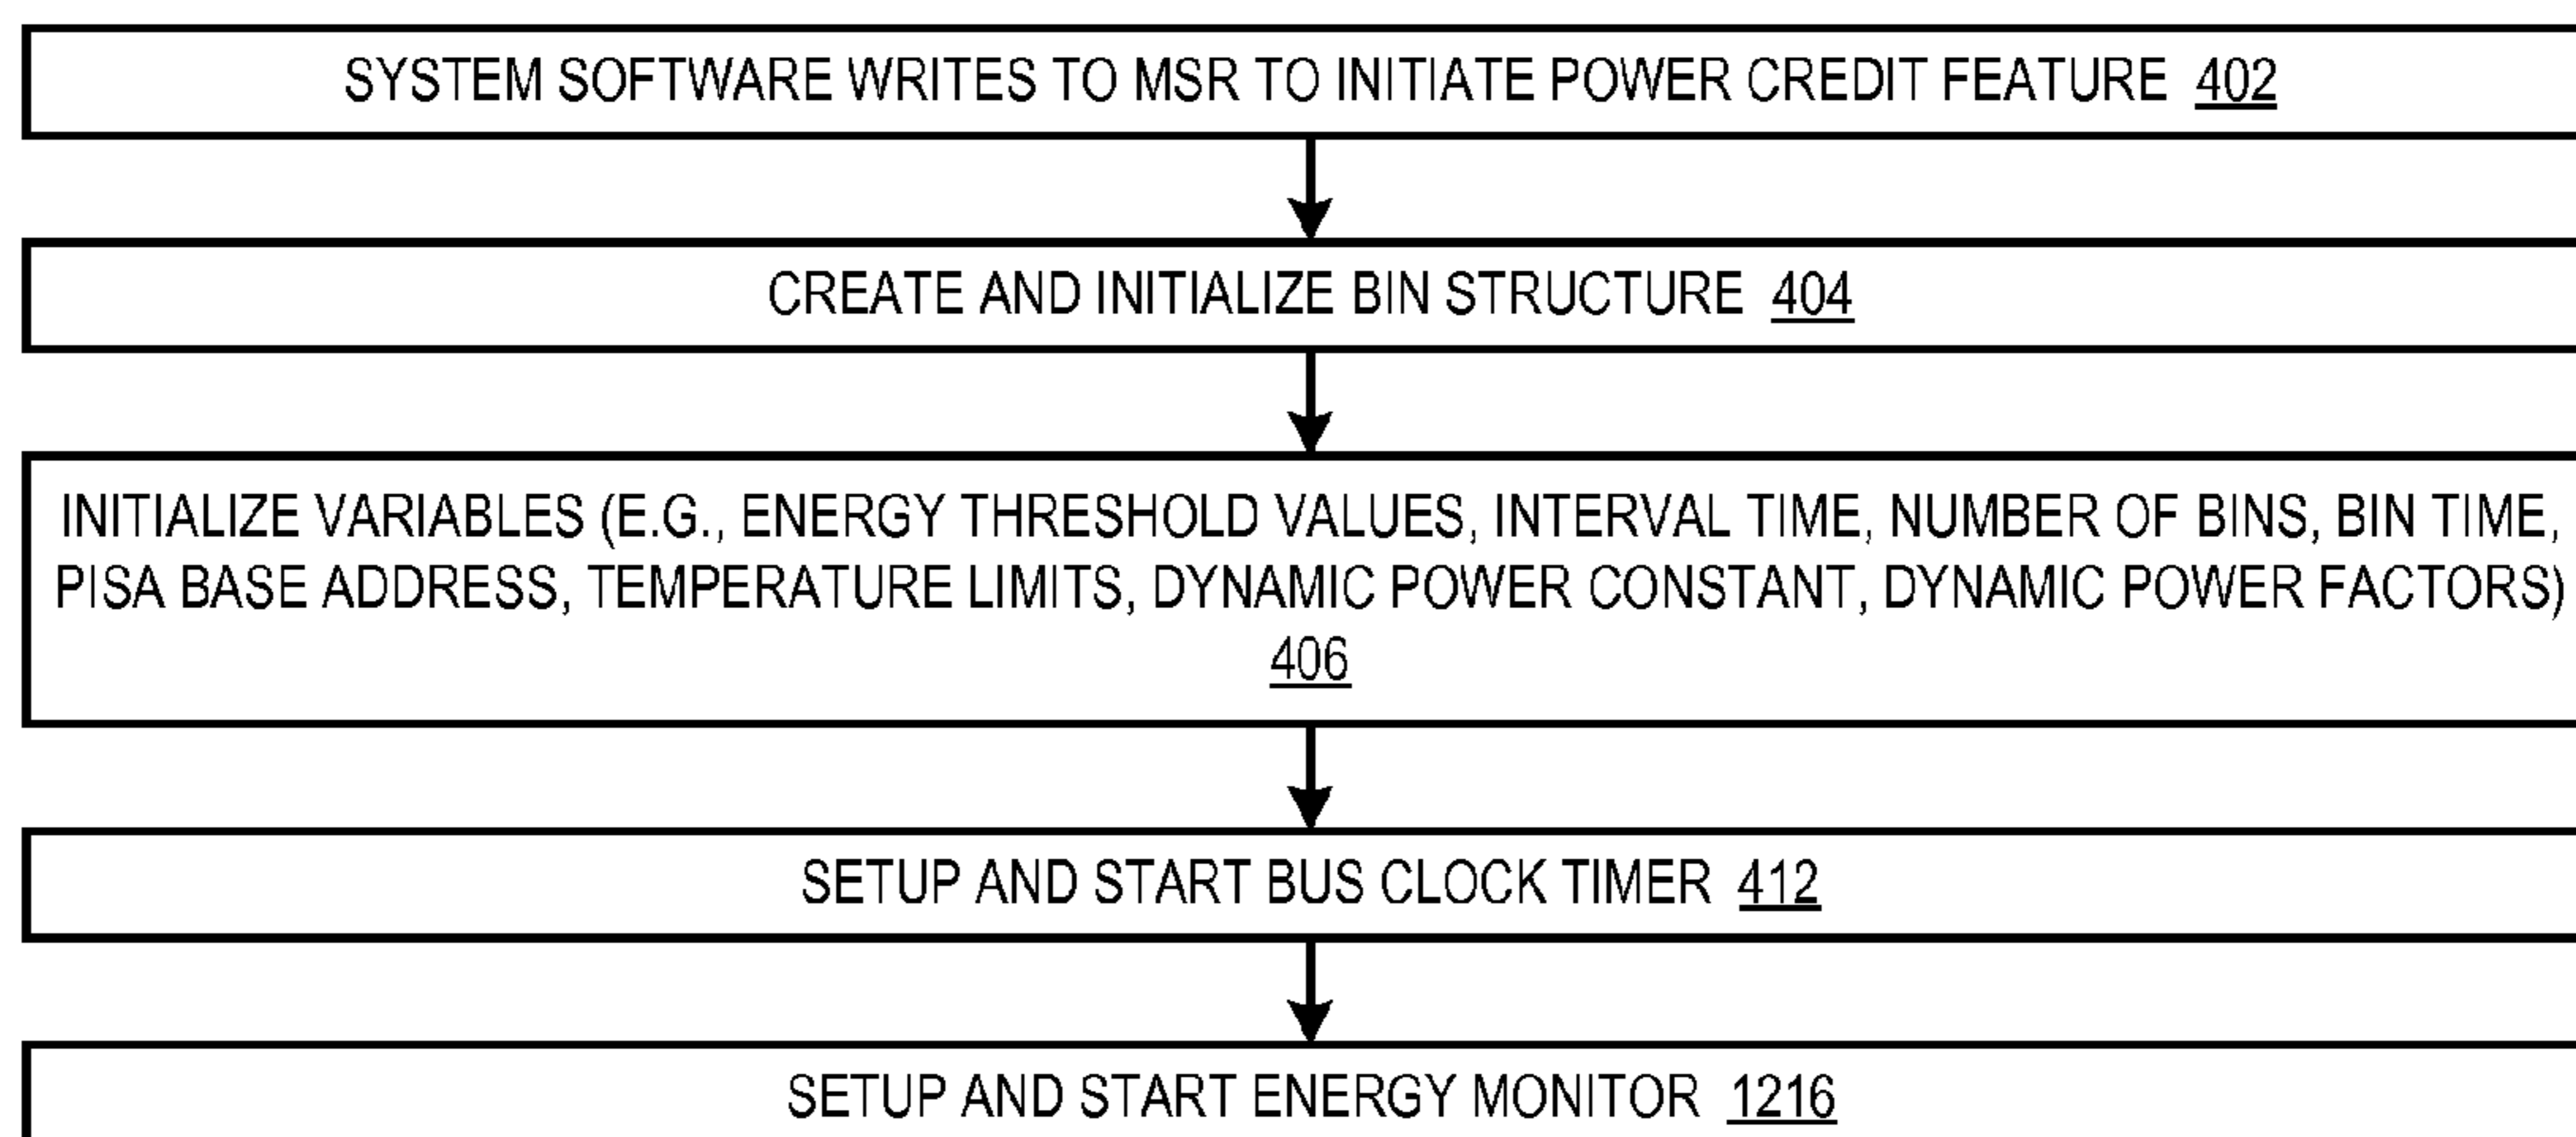 SYSTEM SOFTWARE WRITES TO MSR TO INITIATE POWER CREDIT FEATURE 402
CREATE AND INITIALIZE BIN STRUCTURE 404
INITIALIZE VARIABLES (E.G., ENERGY THRESHOLD VALUES, INTERVAL TIME, NUMBER OF BINS, BIN TIME,
PISA BASE ADDRESS, TEMPERATURE LIMITS, DYNAMIC POWER CONSTANT, DYNAMIC POWER FACTORS)
406
SETUP AND START BUS CLOCK TIMER 412
SETUP AND START ENERGY MONITOR 1216